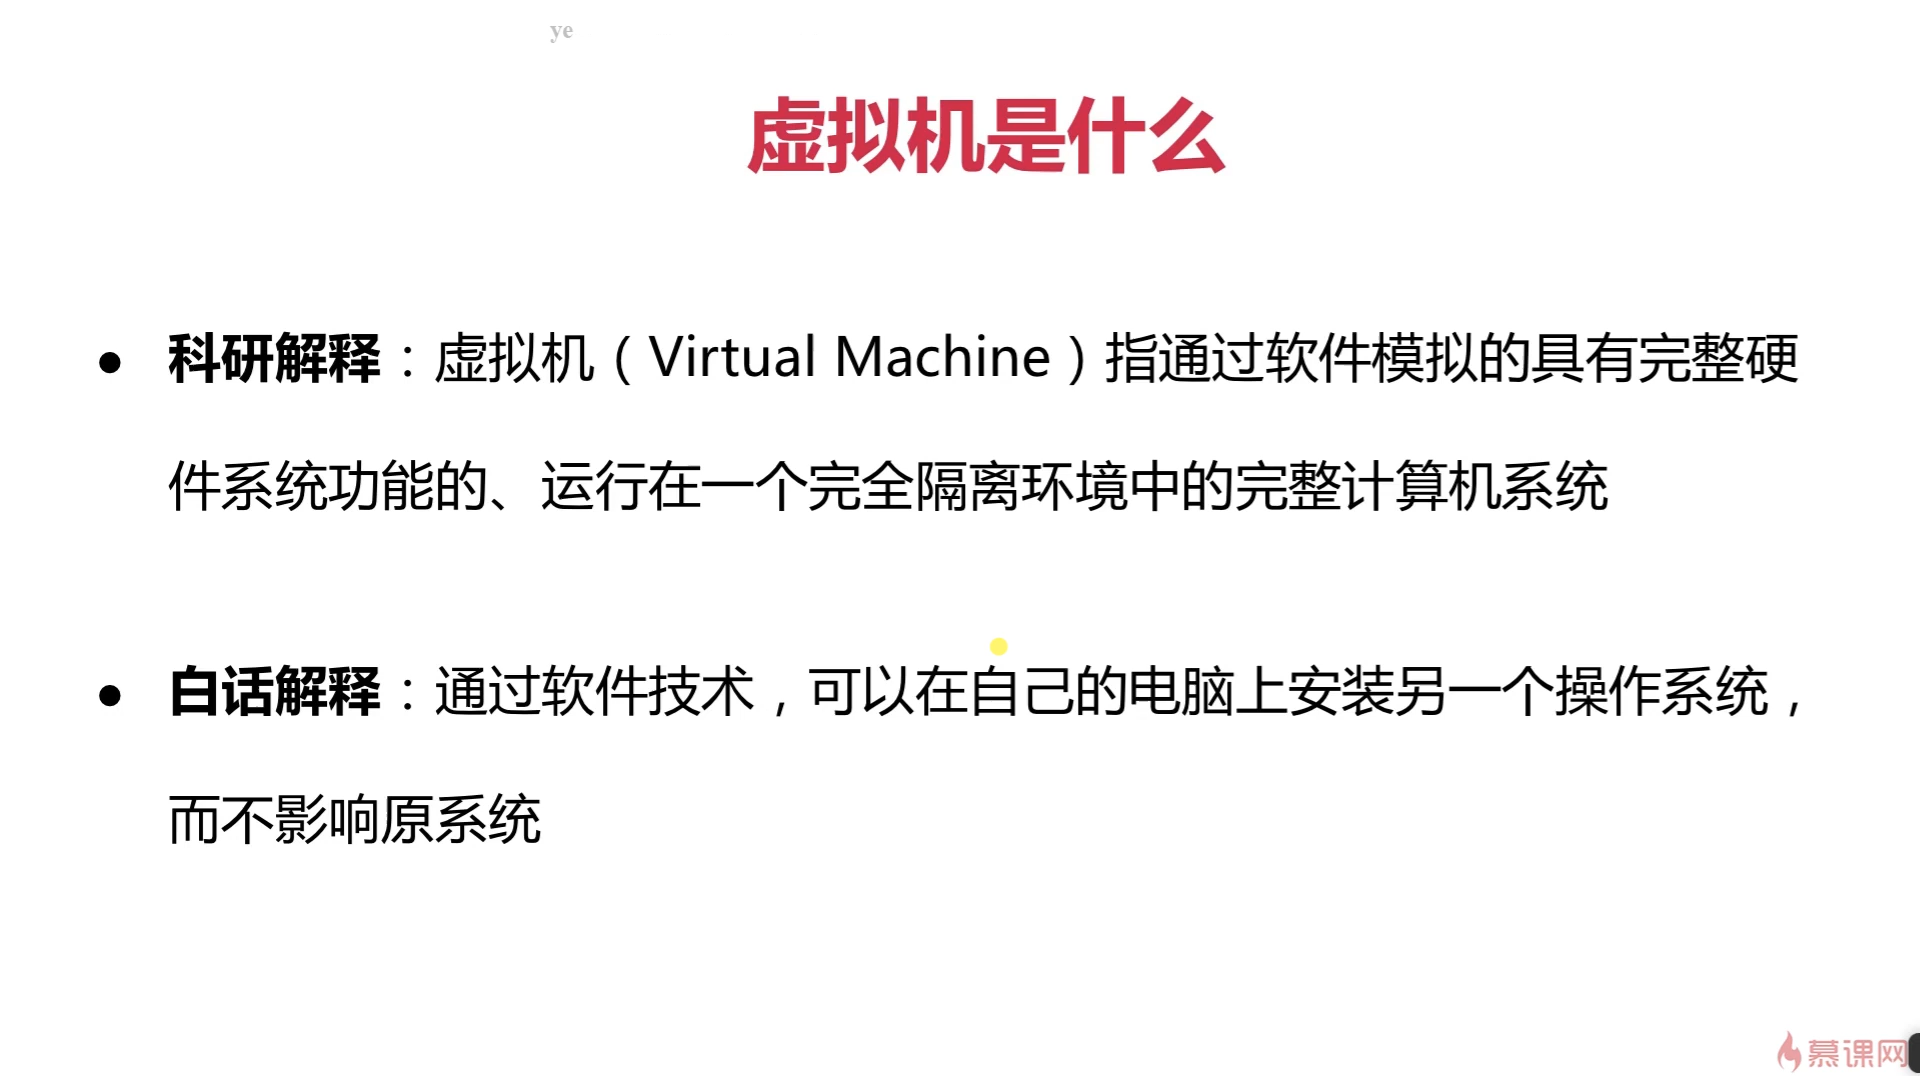 ye
虚拟机是什么
● 科研解释：虚拟机（Virtual Machine）指通过软件模拟的具有完整硬
件系统功能的、运行在一个完全隔离环境中的完整计算机系统
● 白话解释：通过软件技术，可以在自己的电脑上安装另一个操作系统，
而不影响原系统
慕课网